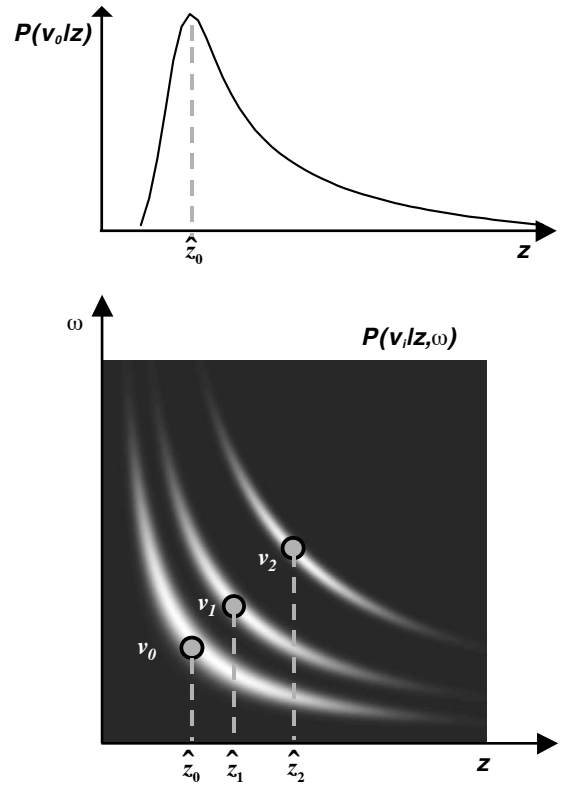 P(v₀|z)
ẑ₀ z
ω
P(vᵢ|z,ω)
v₂
v₁
v₀
ẑ₀ ẑ₁ ẑ₂ z